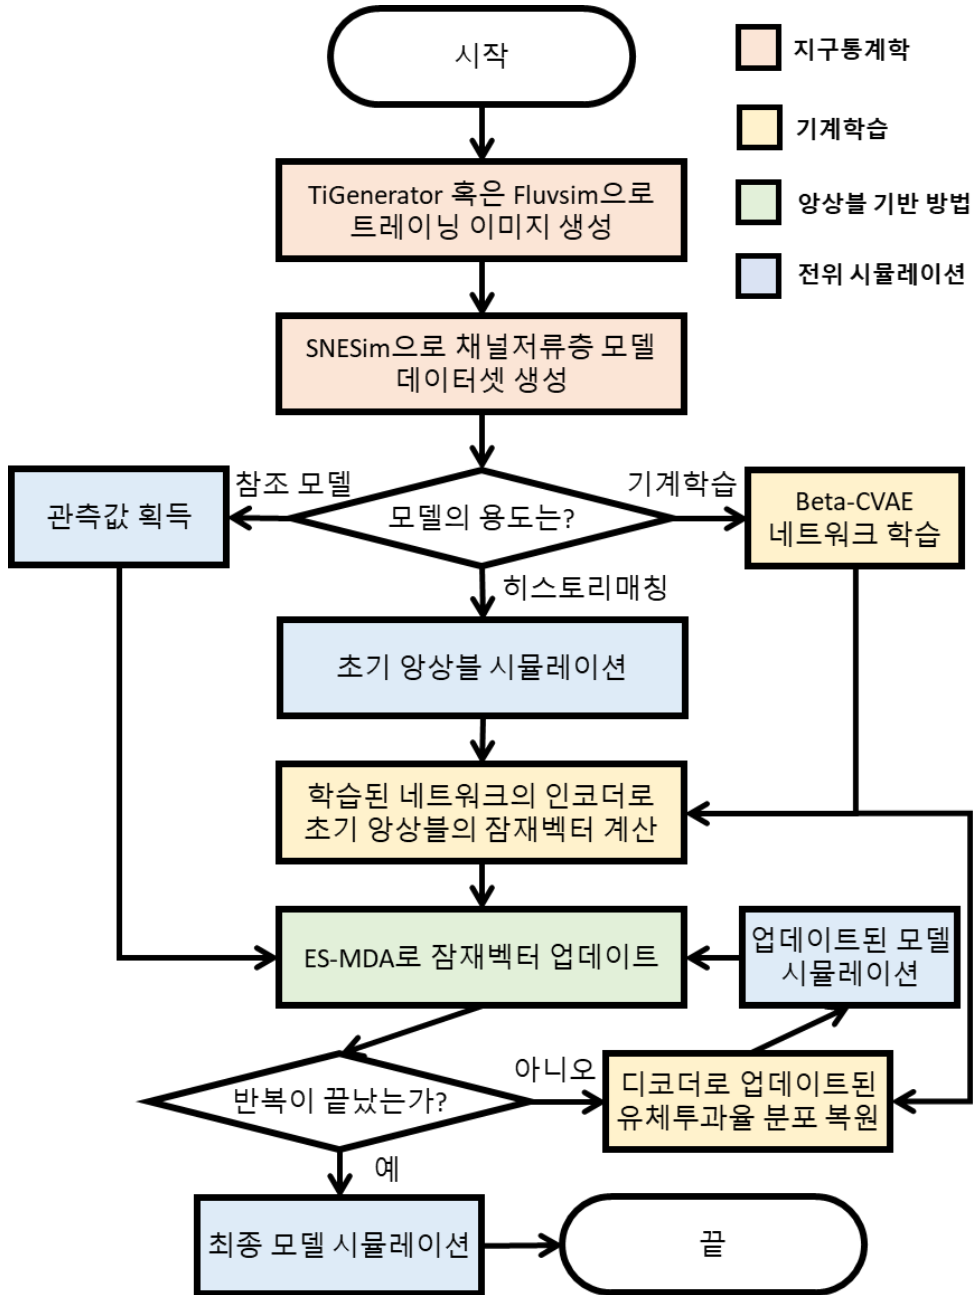 시작
지구통계학
기계학습
앙상블 기반 방법
전위 시뮬레이션
TiGenerator 혹은 Fluvsim으로
트레이닝 이미지 생성
SNESim으로 채널저류층 모델
데이터셋 생성
참조 모델
기계학습
관측값 획득
모델의 용도는?
Beta-CVAE
네트워크 학습
히스토리매칭
초기 앙상블 시뮬레이션
학습된 네트워크의 인코더로
초기 앙상블의 잠재벡터 계산
ES-MDA로 잠재벡터 업데이트
업데이트된 모델
시뮬레이션
반복이 끝났는가?
아니오
디코더로 업데이트된
유체투과율 분포 복원
예
최종 모델 시뮬레이션
끝